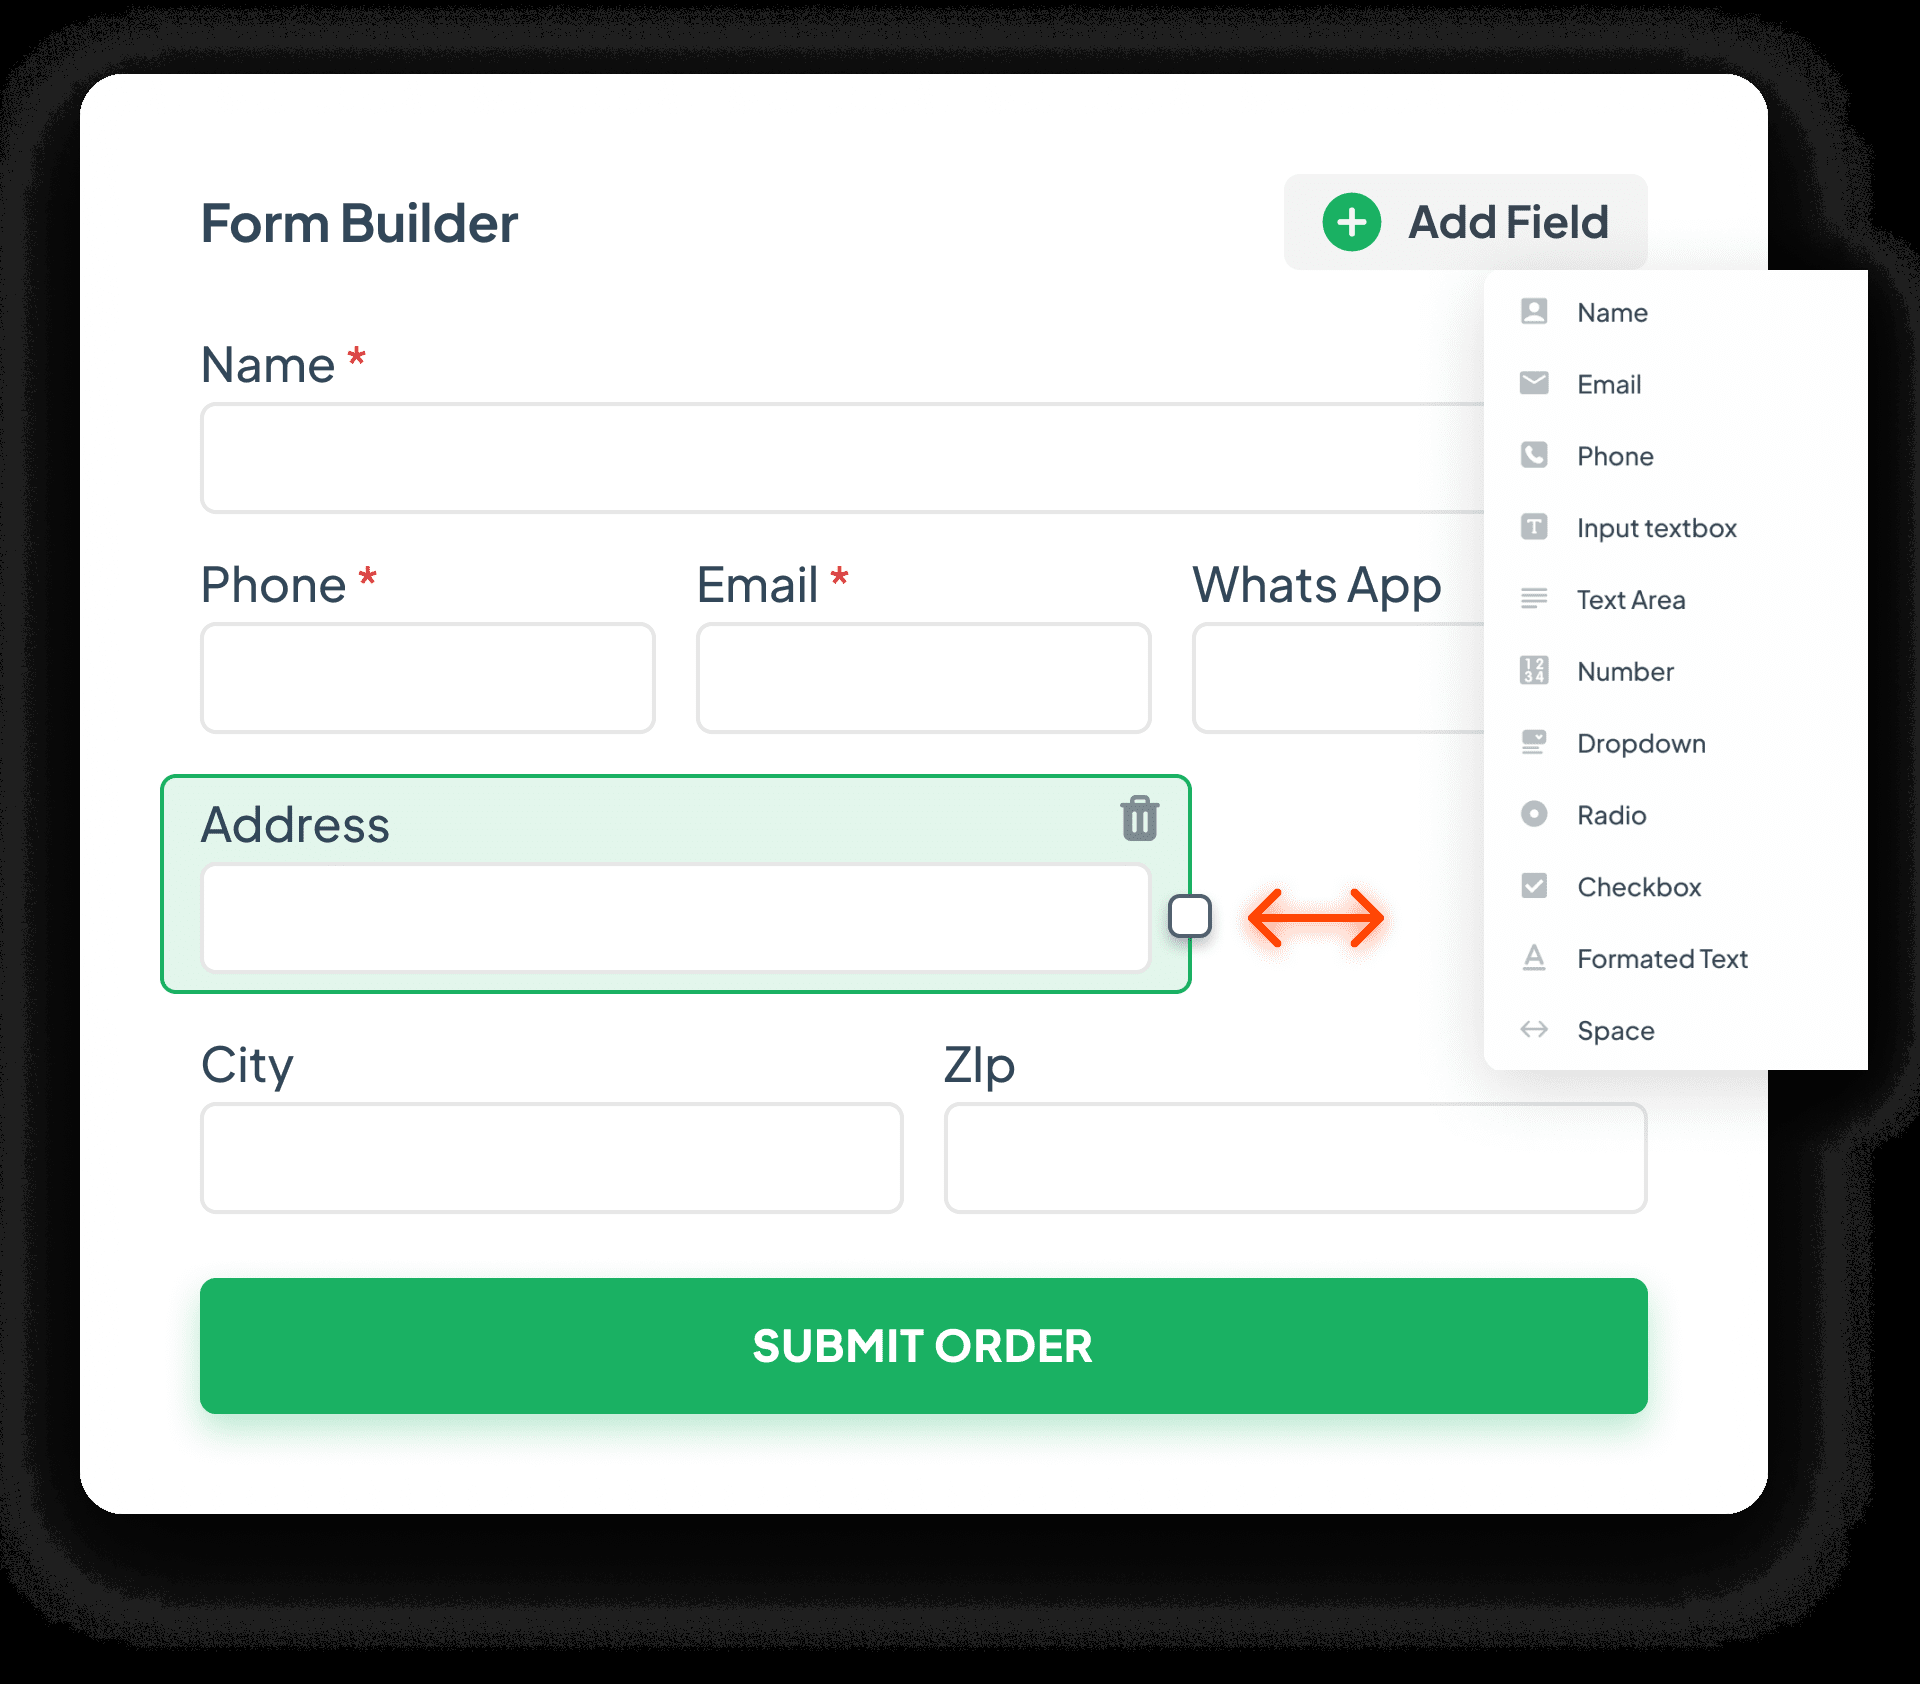 Form Builder
Add Field
Name
Email
Phone
Input textbox
Text Area
Number
Dropdown
Radio
Checkbox
Formated Text
Space
Name *
Phone *
Email *
Whats App
Address
City
ZIp
SUBMIT ORDER